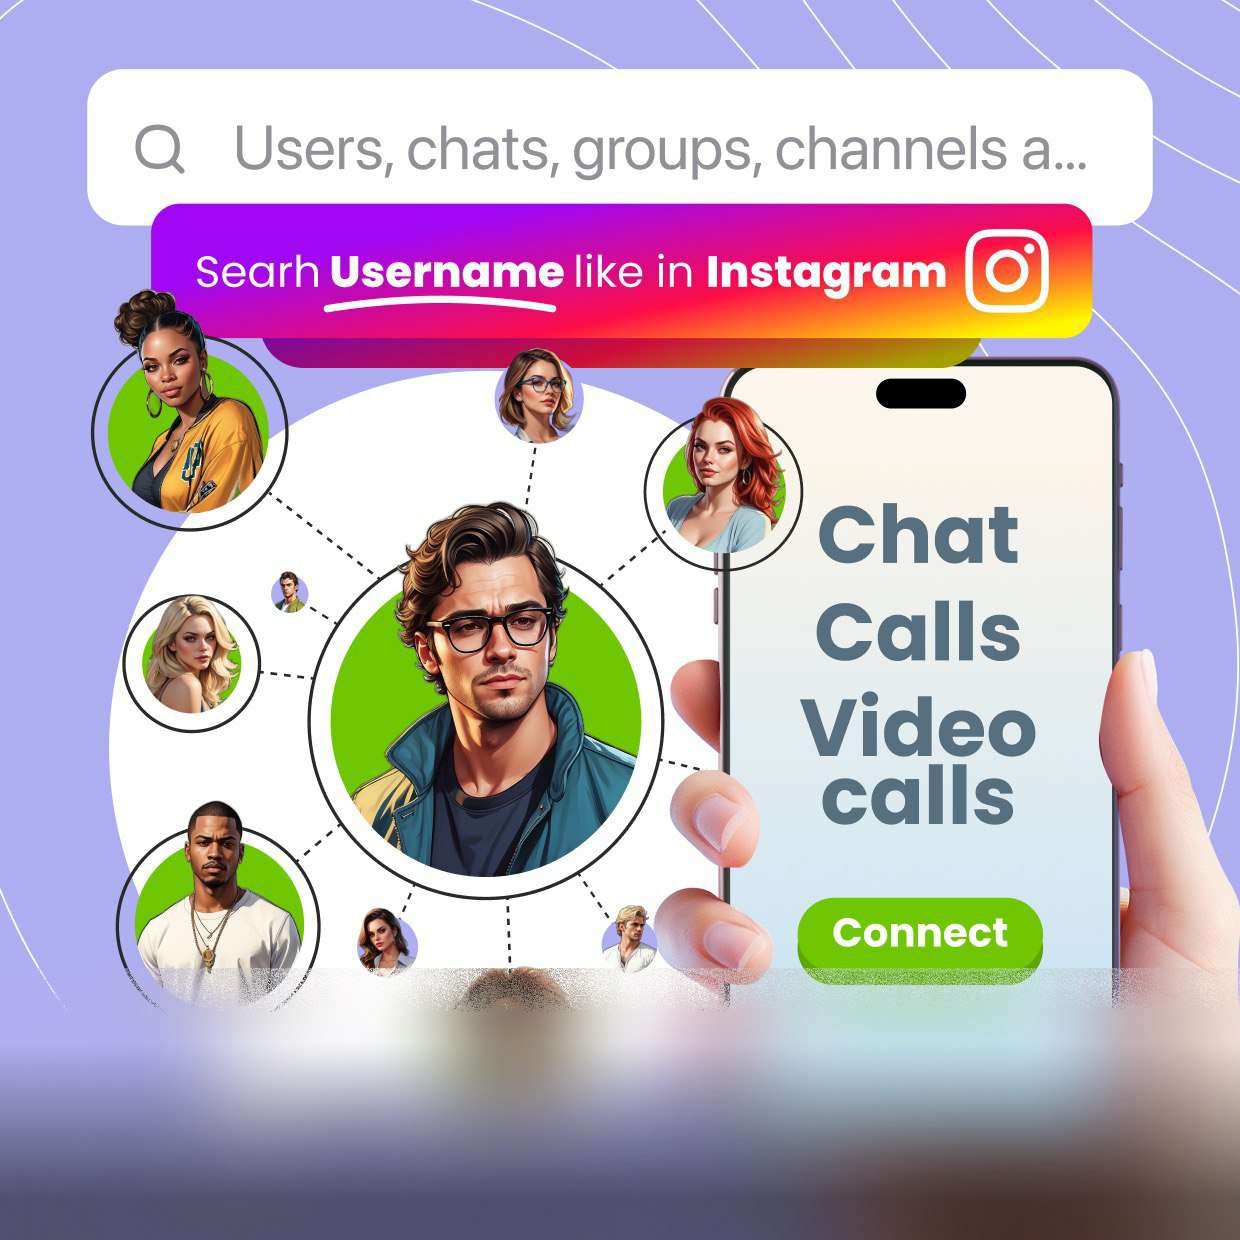 Users, chats, groups, channels a...
Searh Username like in Instagram
Chat
Calls
Video
calls
Connect